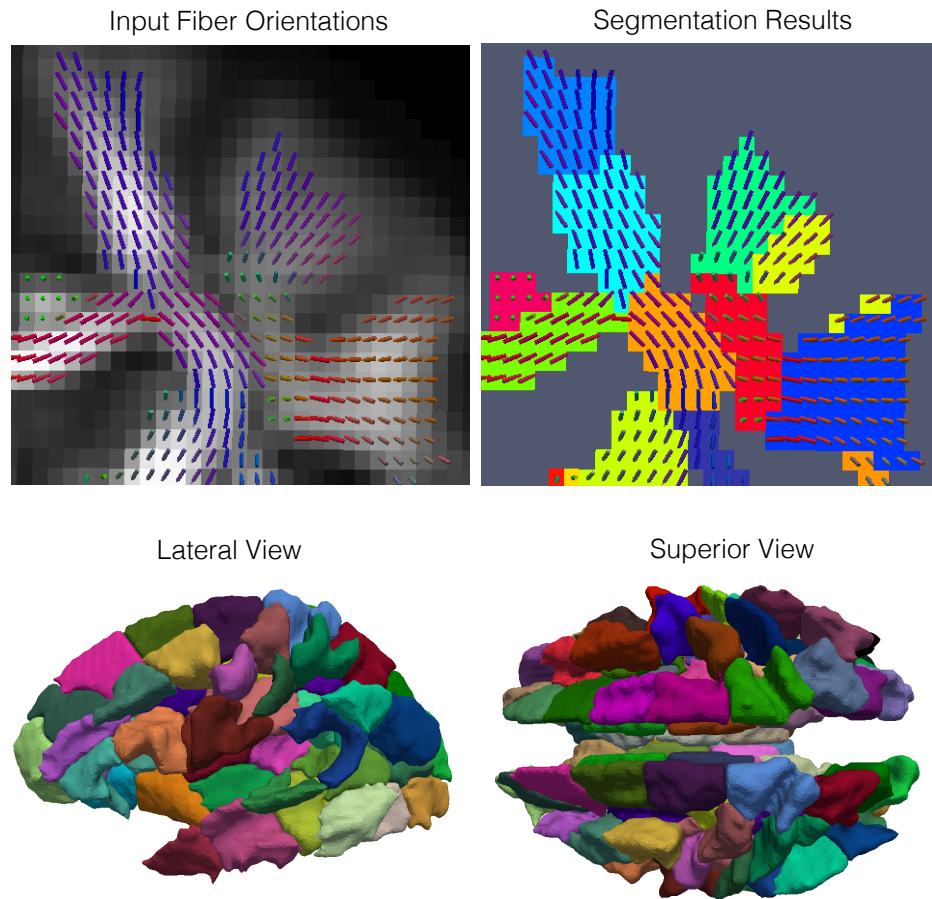 Input Fiber Orientations
Segmentation Results
Lateral View
Superior View